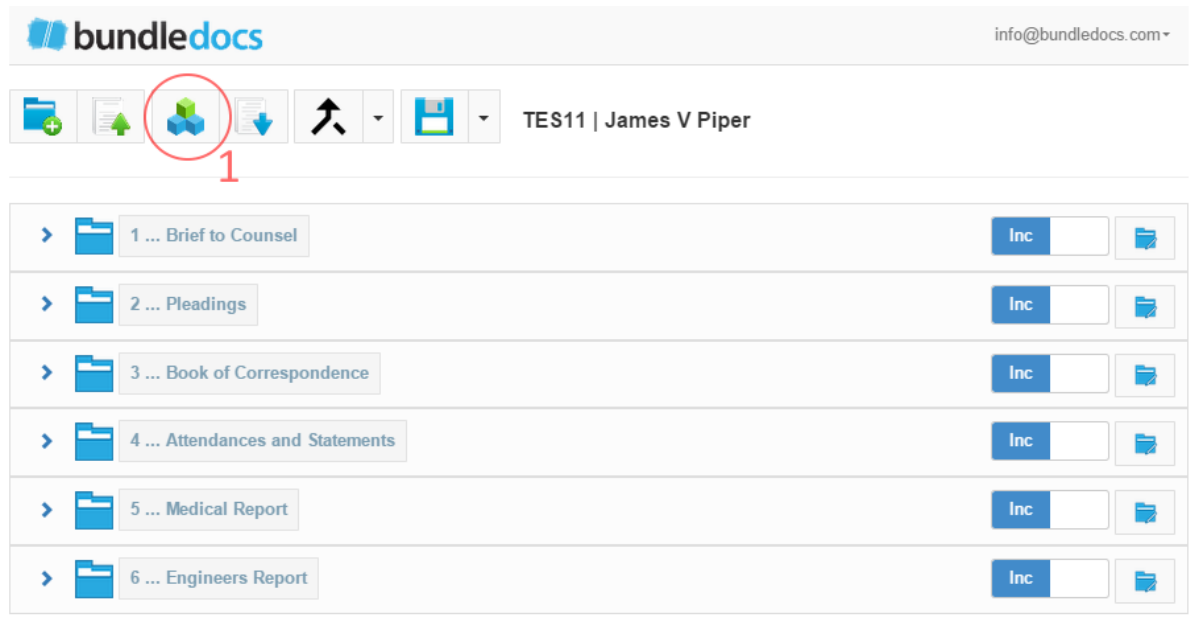 bundledocs
info@bundledocs.com
1
TES11 | James V Piper
1 ... Brief to Counsel
Inc
2 ... Pleadings
Inc
3 ... Book of Correspondence
Inc
4 ... Attendances and Statements
Inc
5 ... Medical Report
Inc
6 ... Engineers Report
Inc